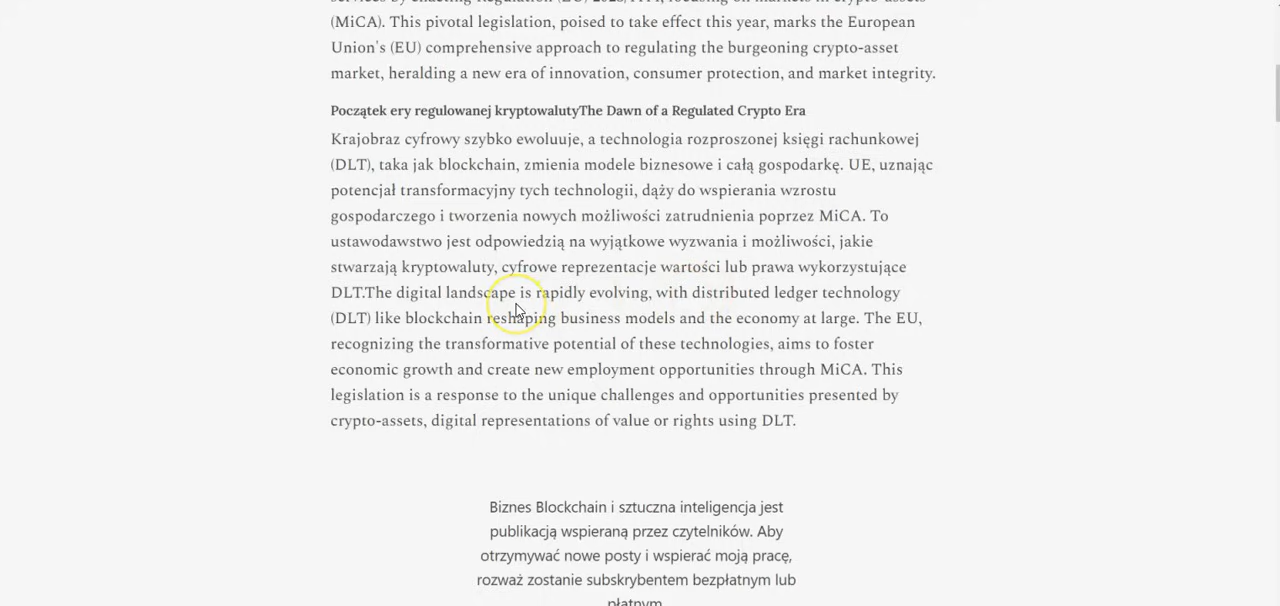 (MiCA). This pivotal legislation, poised to take effect this year, marks the European
Union's (EU) comprehensive approach to regulating the burgeoning crypto-asset
market, heralding a new era of innovation, consumer protection, and market integrity.
Początek ery regulowanej kryptowalutyThe Dawn of a Regulated Crypto Era
Krajobraz cyfrowy szybko ewoluuje, a technologia rozproszonej księgi rachunkowej
(DLT), taka jak blockchain, zmienia modele biznesowe i całą gospodarkę. UE, uznając
potencjał transformacyjny tych technologii, dąży do wspierania wzrostu
gospodarczego i tworzenia nowych możliwości zatrudnienia poprzez MiCA. To
ustawodawstwo jest odpowiedzią na wyjątkowe wyzwania i możliwości, jakie
stwarzają kryptowaluty, cyfrowe reprezentacje wartości lub prawa wykorzystujące
DLT.The digital landscape is rapidly evolving, with distributed ledger technology
(DLT) like blockchain reshaping business models and the economy at large. The EU,
recognizing the transformative potential of these technologies, aims to foster
economic growth and create new employment opportunities through MiCA. This
legislation is a response to the unique challenges and opportunities presented by
crypto-assets, digital representations of value or rights using DLT.
Biznes Blockchain i sztuczna inteligencja jest
publikacją wspieraną przez czytelników. Aby
otrzymywać nowe posty i wspierać moją pracę,
rozważ zostanie subskrybentem bezpłatnym lub
płatnym.